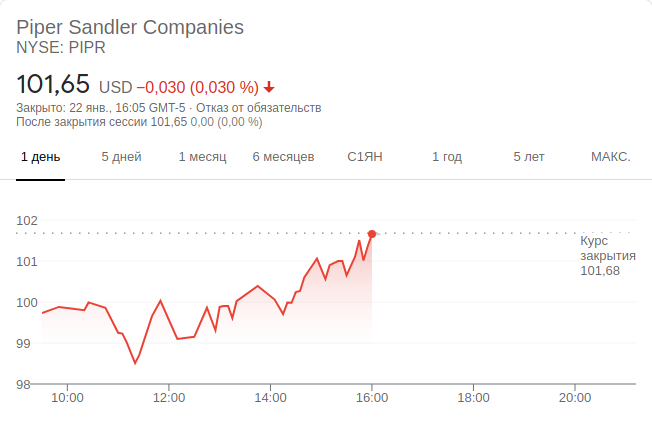 Piper Sandler Companies
NYSE: PIPR
101,65 USD −0,030 (0,030 %)
Закрыто: 22 янв., 16:05 GMT-5 · Отказ от обязательств
После закрытия сессии 101,65 0,00 (0,00 %)
1 день 5 дней 1 месяц 6 месяцев С1ЯН 1 год 5 лет МАКС.
102
Курс
закрытия
101,68
101
100
99
98
10:00 12:00 14:00 16:00 18:00 20:00